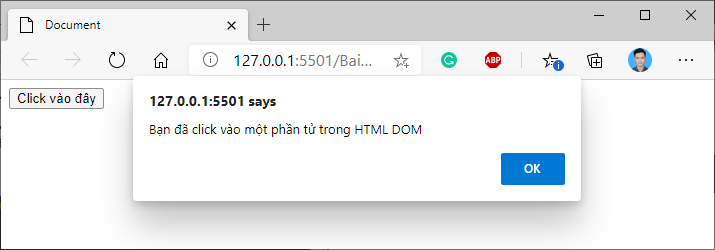 Document
127.0.0.1:5501/Bai...
ABP
Click vào đây
127.0.0.1:5501 says
Bạn đã click vào một phần tử trong HTML DOM
OK